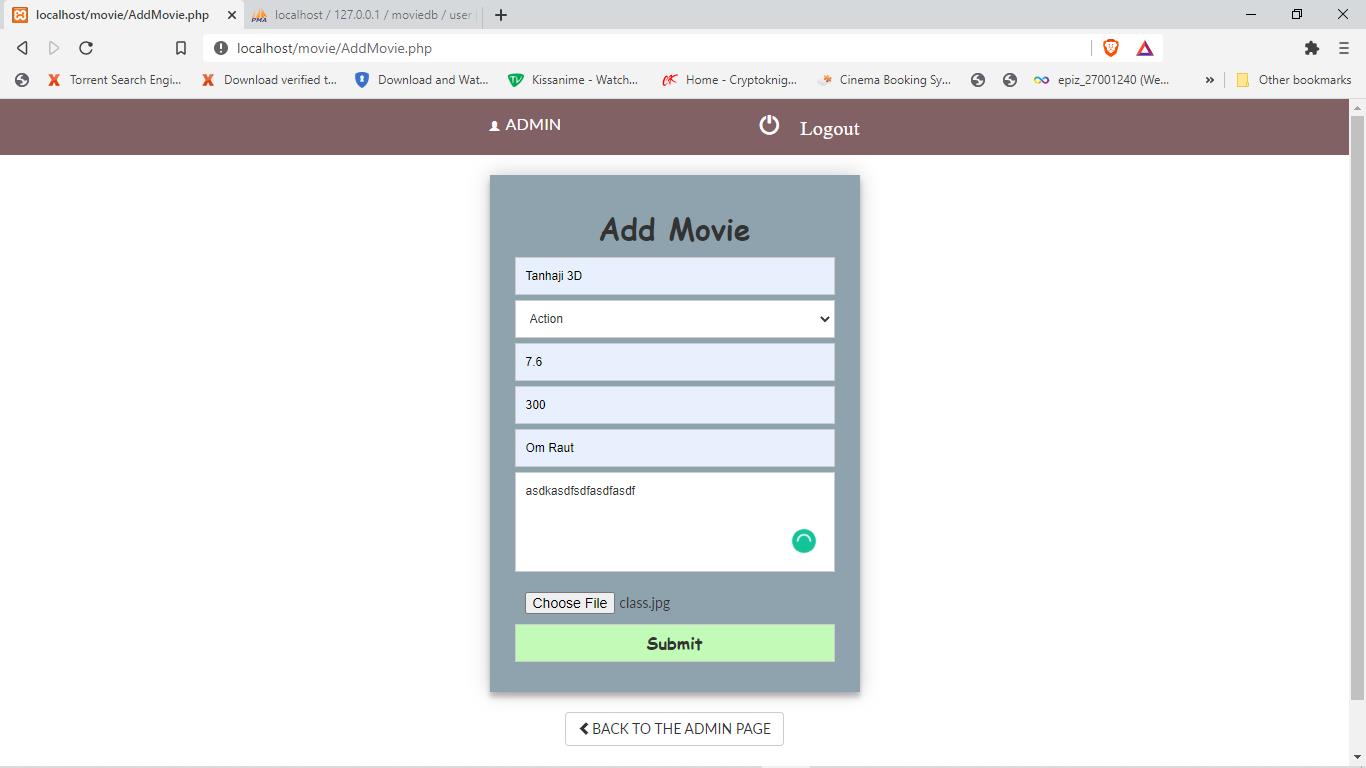 localhost/movie/AddMovie.php
localhost / 127.0.0.1 / moviedb / user
localhost/movie/AddMovie.php
Torrent Search Engi...
Download verified t...
Download and Wat...
Kissanime - Watch...
Home - Cryptoknig...
Cinema Booking Sy...
epiz_27001240 (We...
»
Other bookmarks
ADMIN
Logout
Add Movie
Tanhaji 3D
Action
7.6
300
Om Raut
asdkasdfsdfasdfasdf
Choose File class.jpg
Submit
BACK TO THE ADMIN PAGE